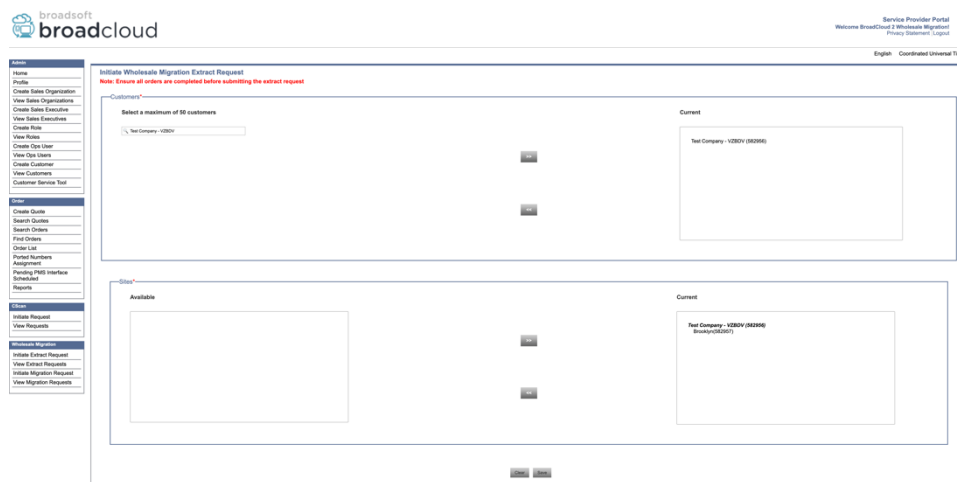 broadsoft
broadcloud
Service Provider Portal
Welcome BroadCloud 2 Wholesale Migration!
Privacy Statement Logout
English Coordinated Universal Ti
Admin
Home
Profile
Create Sales Organization
View Sales Organizations
Create Sales Executive
View Sales Executives
Create Role
View Roles
Create Ops User
View Ops Users
Create Customer
View Customers
Customer Service Tool
Order
Create Quote
Search Quotes
Search Orders
Find Orders
Order List
Ported Numbers
Assignment
Pending PMS Interface
Scheduled
Reports
CScan
Initiate Request
View Requests
Wholesale Migration
Initiate Extract Request
View Extract Requests
Initiate Migration Request
View Migration Requests
Initiate Wholesale Migration Extract Request
Note: Ensure all orders are completed before submitting the extract request
Customers*
Select a maximum of 50 customers
Test Company - VZBDV
Current
Test Company - VZBDV (582956)
Sites*
Available
Current
Test Company - VZBDV (582956)
Brooklyn(582957)
Clear Save